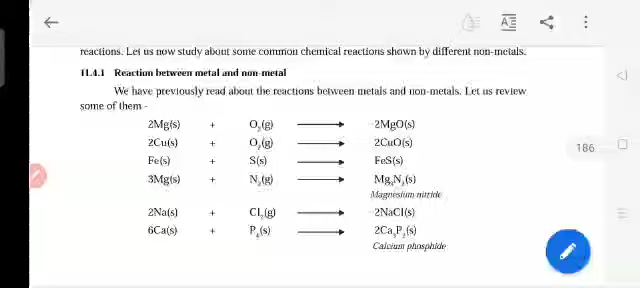 reactions. Let us now study about some common chemical reactions shown by different non-metals.
11.4.1 Reaction between metal and non-metal
We have previously read about the reactions between metals and non-metals. Let us review
some of them -
2Mg(s) + O₂(g) ⟶ 2MgO(s)
2Cu(s) + O₂(g) ⟶ 2CuO(s)
Fe(s) + S(s) ⟶ FeS(s)
3Mg(s) + N₂(g) ⟶ Mg₃N₂(s)
Magnesium nitride
2Na(s) + Cl₂(g) ⟶ 2NaCl(s)
6Ca(s) + P₄(s) ⟶ 2Ca₃P₂(s)
Calcium phosphide
186